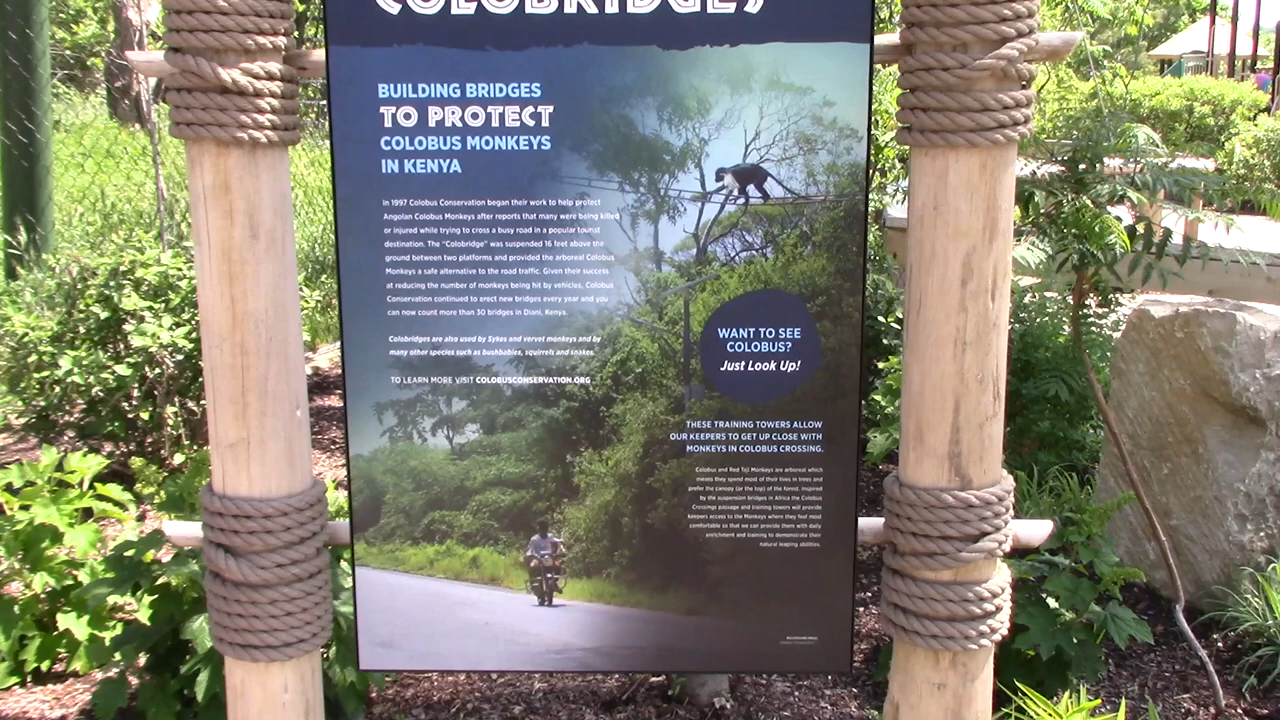 COLOBRIDGES
BUILDING BRIDGES
TO PROTECT
COLOBUS MONKEYS
IN KENYA
In 1997 Colobus Conservation began their work to help protect
Angolan Colobus Monkeys after reports that many were being killed
or injured while trying to cross a busy road in a popular tourist
destination. The "Colobridge" was suspended 16 feet above the
ground between two platforms and provided the arboreal Colobus
Monkeys a safe alternative to the road traffic. Given their success
at reducing the number of monkeys being hit by vehicles, Colobus
Conservation continued to erect new bridges every year and you
can now count more than 30 bridges in Diani, Kenya.
Colobridges are also used by Sykes and vervet monkeys and by
many other species such as bushbabies, squirrels and snakes.
TO LEARN MORE VISIT COLOBUSCONSERVATION.ORG
WANT TO SEE
COLOBUS?
Just Look Up!
THESE TRAINING TOWERS ALLOW
OUR KEEPERS TO GET UP CLOSE WITH
MONKEYS IN COLOBUS CROSSING.
Colobus and Red Tail Monkeys are arboreal which
means they spend most of their lives in trees and
prefer the canopy (or the top) of the forest. Inspired
by the suspension bridges in Africa the Colobus
Crossings passage and training towers will provide
keepers access to the Monkeys where they feel most
comfortable so that we can provide them with daily
enrichment and training to demonstrate their
natural leaping abilities.